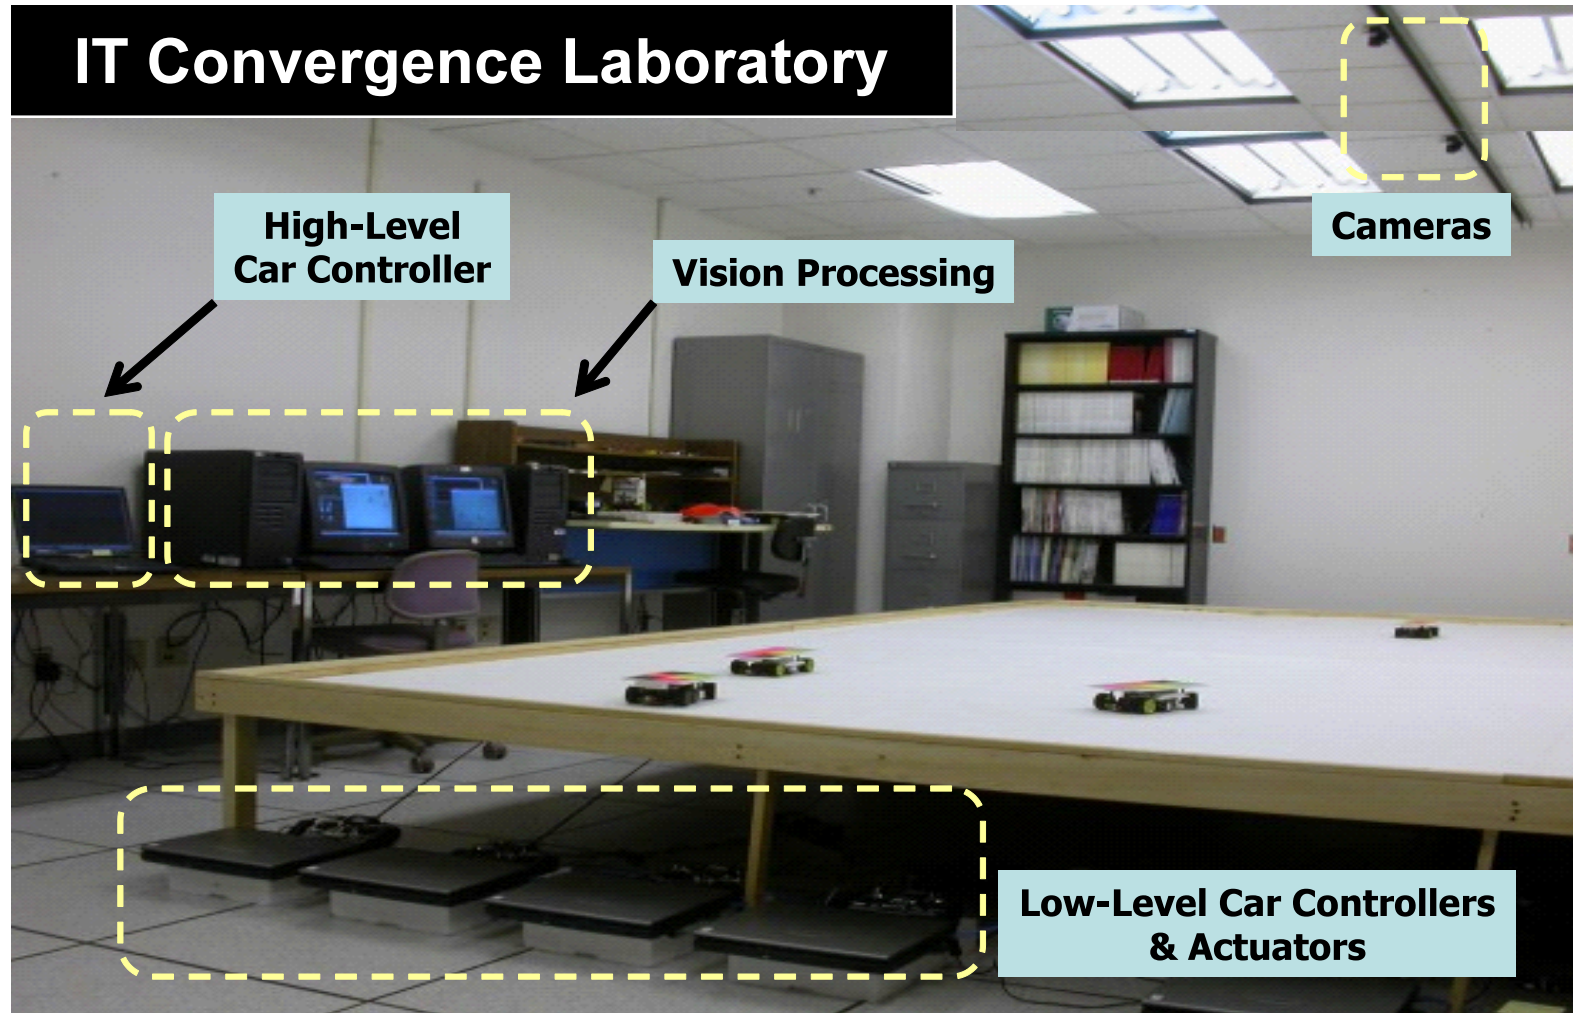 IT Convergence Laboratory
High-Level
Car Controller
Vision Processing
Cameras
Low-Level Car Controllers
& Actuators